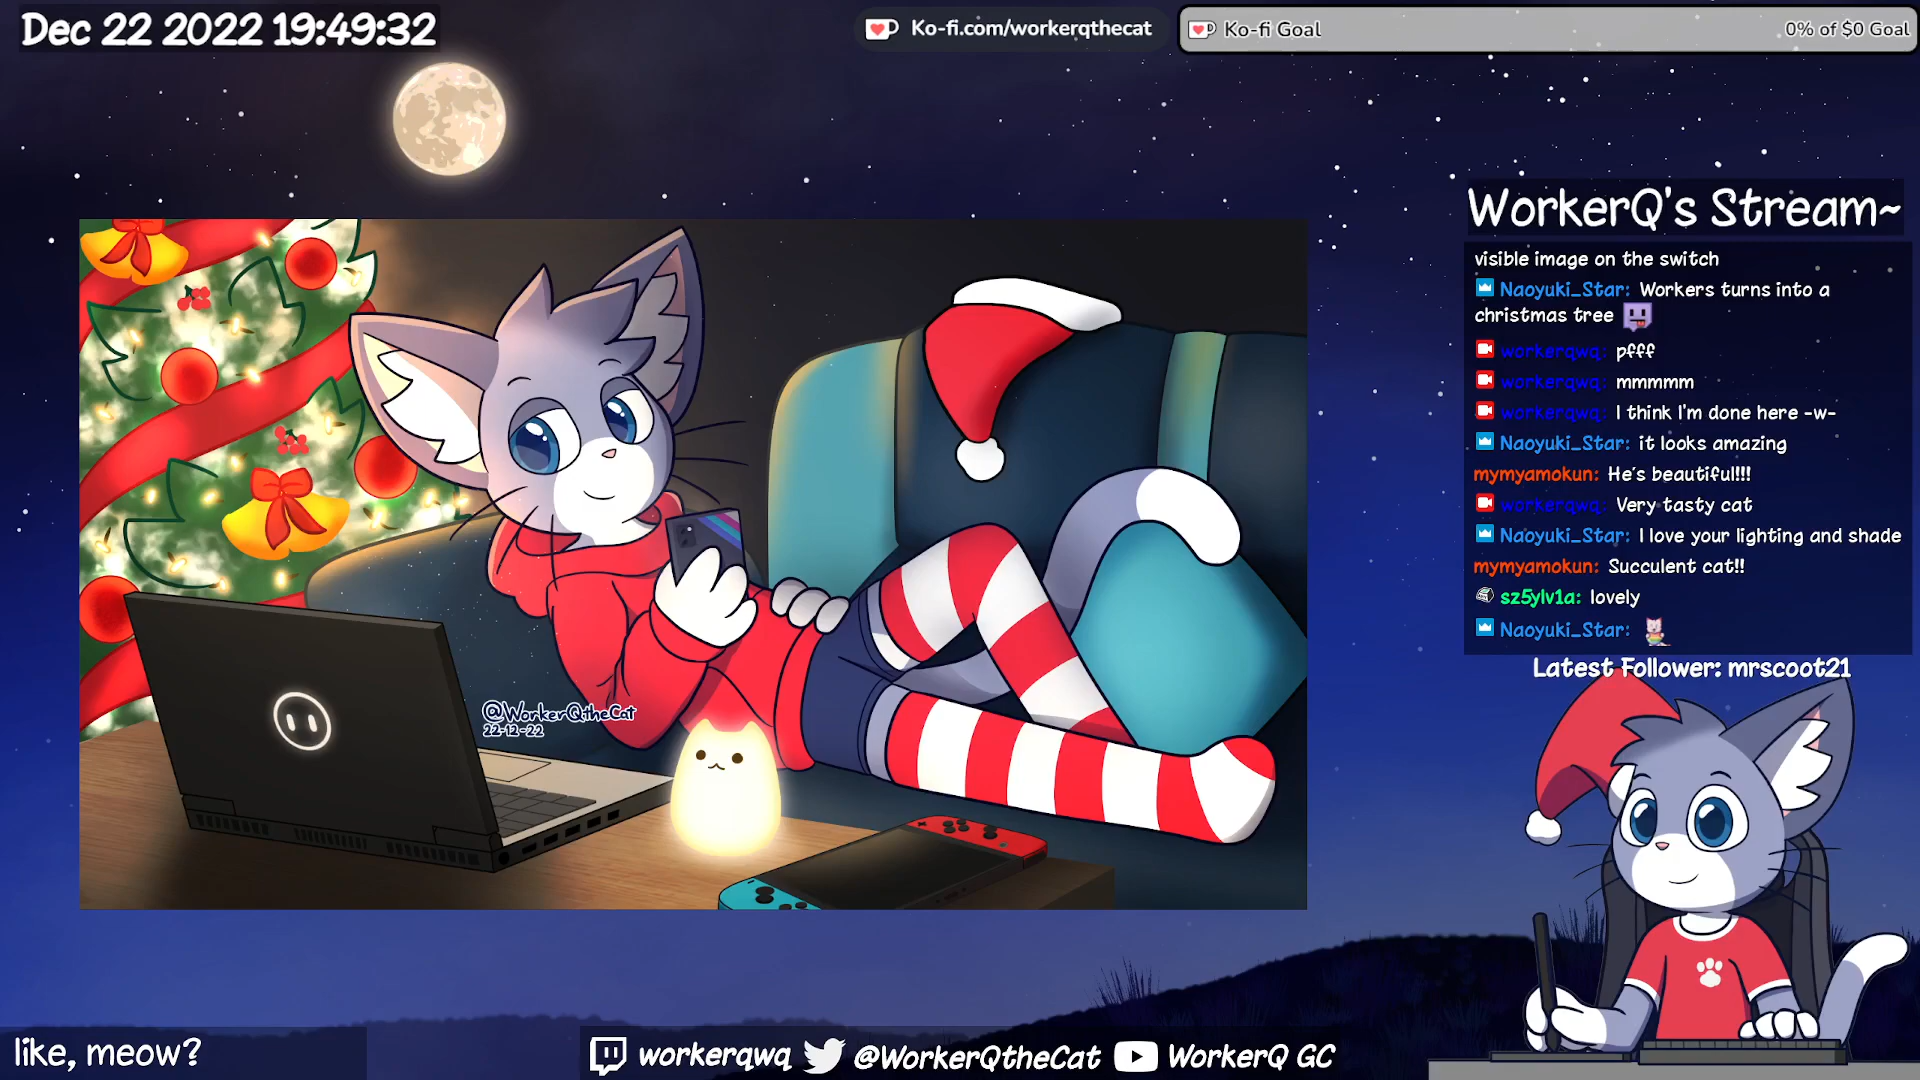 Dec 22 2022 19:49:32
Ko-fi.com/workerqthecat
Ko-fi Goal
0% of $0 Goal
WorkerQ's Stream~
visible image on the switch
Naoyuki_Star: Workers turns into a
christmas tree
workerqwq: pfff
workerqwq: mmmmm
workerqwq: I think I'm done here -w-
Naoyuki_Star: it looks amazing
mymyamokun: He's beautiful!!!
workerqwq: Very tasty cat
Naoyuki_Star: I love your lighting and shade
mymyamokun: Succulent cat!!
sz5ylv1a: lovely
Naoyuki_Star:
Latest Follower: mrscoot21
@WorkerQtheCat
22-12-22
like, meow?
workerqwq
@WorkerQtheCat
WorkerQ GC